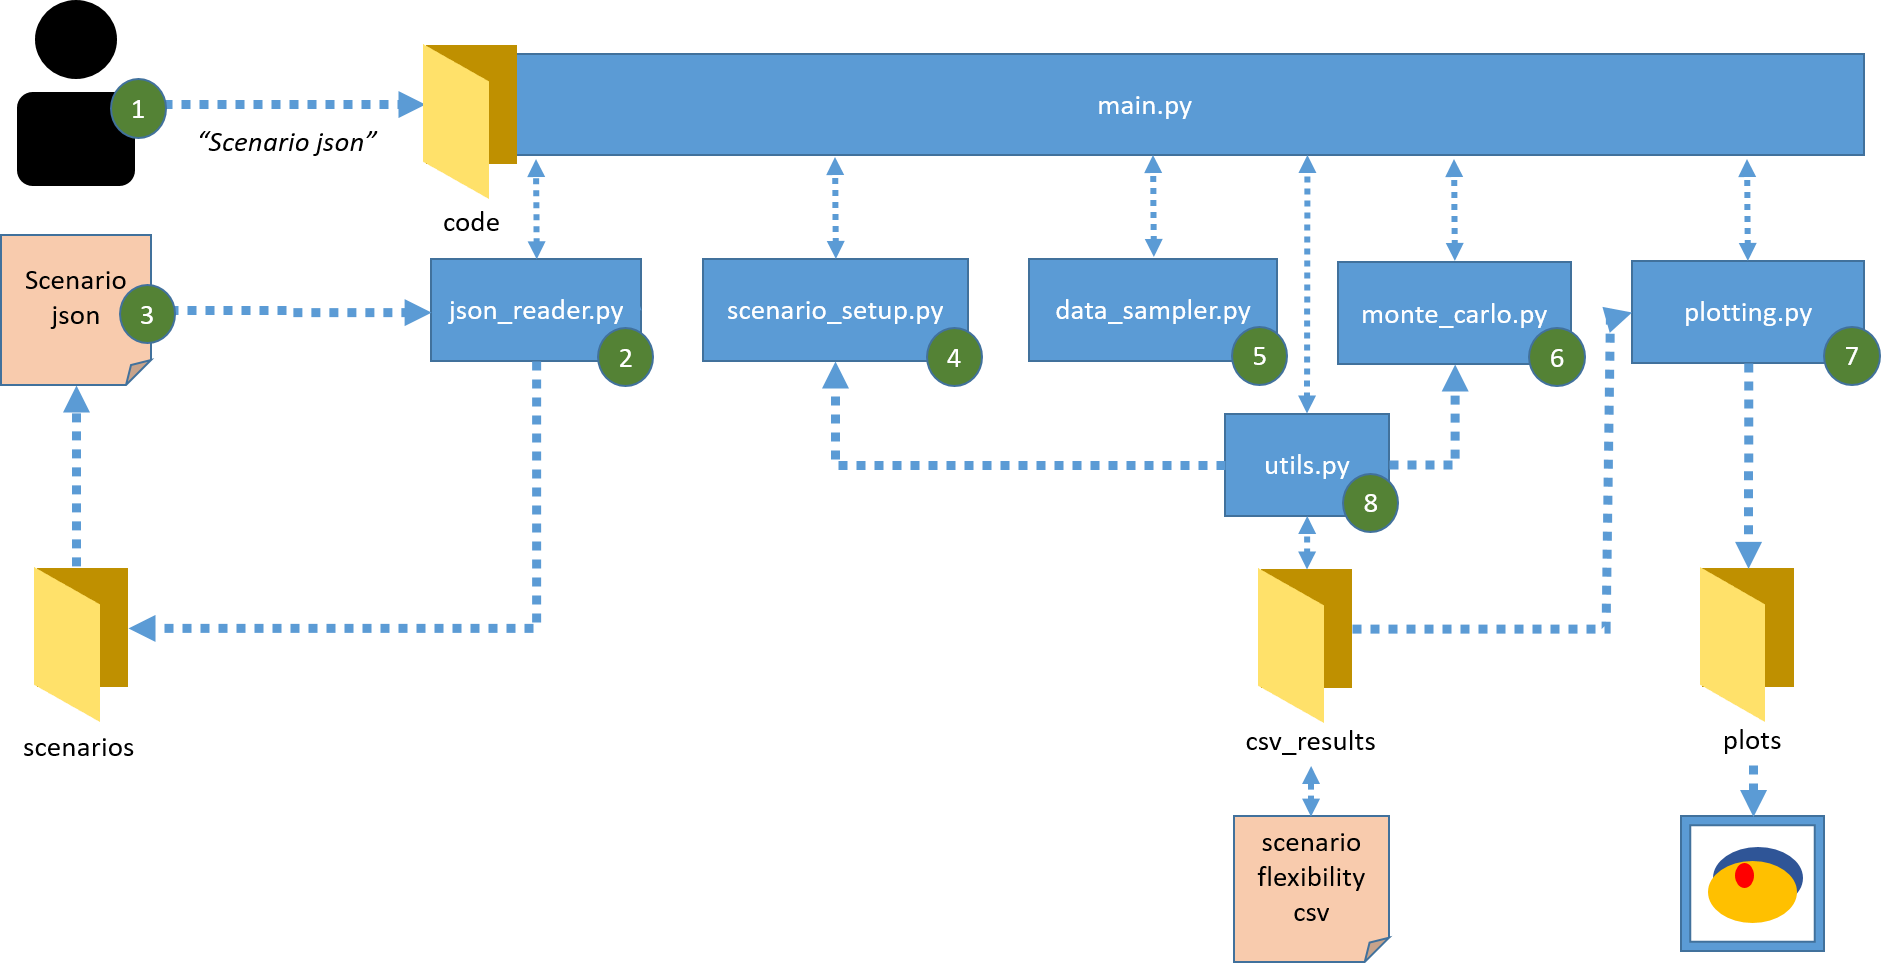 1
“Scenario json”
main.py
code
Scenario
json
3
json_reader.py
2
scenario_setup.py
4
data_sampler.py
5
monte_carlo.py
6
plotting.py
7
utils.py
8
scenarios
csv_results
plots
scenario
flexibility
csv